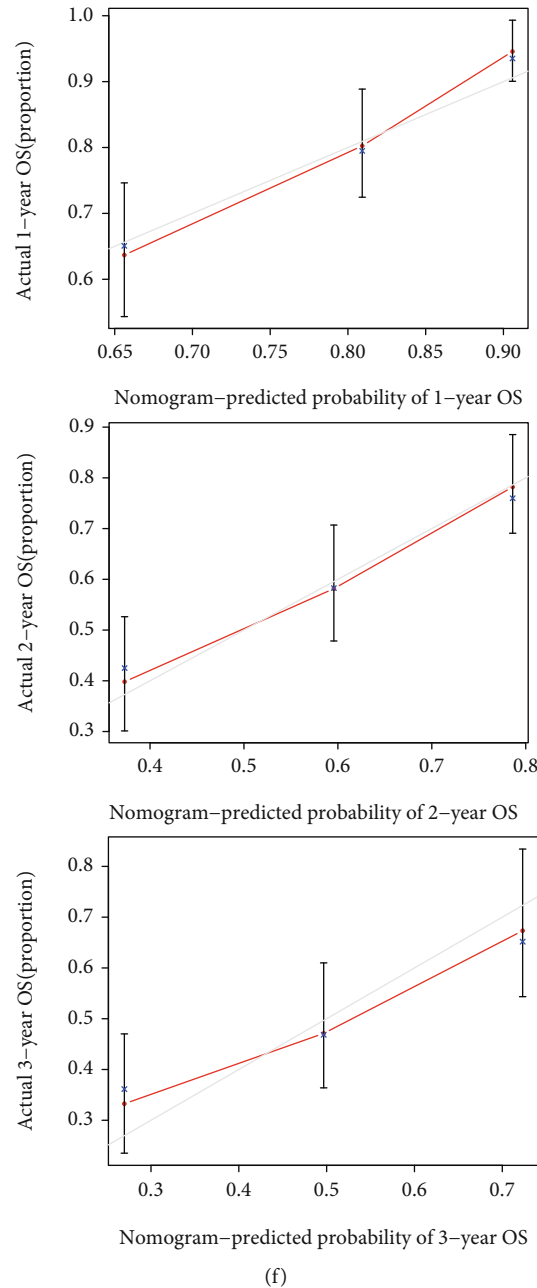 1.0
0.9
0.8
0.7
0.6
Actual 1−year OS(proportion)
0.65 0.70 0.75 0.80 0.85 0.90
Nomogram−predicted probability of 1−year OS
0.9
0.8
0.7
0.6
0.5
0.4
0.3
Actual 2−year OS(proportion)
0.4 0.5 0.6 0.7 0.8
Nomogram−predicted probability of 2−year OS
0.8
0.7
0.6
0.5
0.4
0.3
Actual 3−year OS(proportion)
0.3 0.4 0.5 0.6 0.7
Nomogram−predicted probability of 3−year OS
(f)